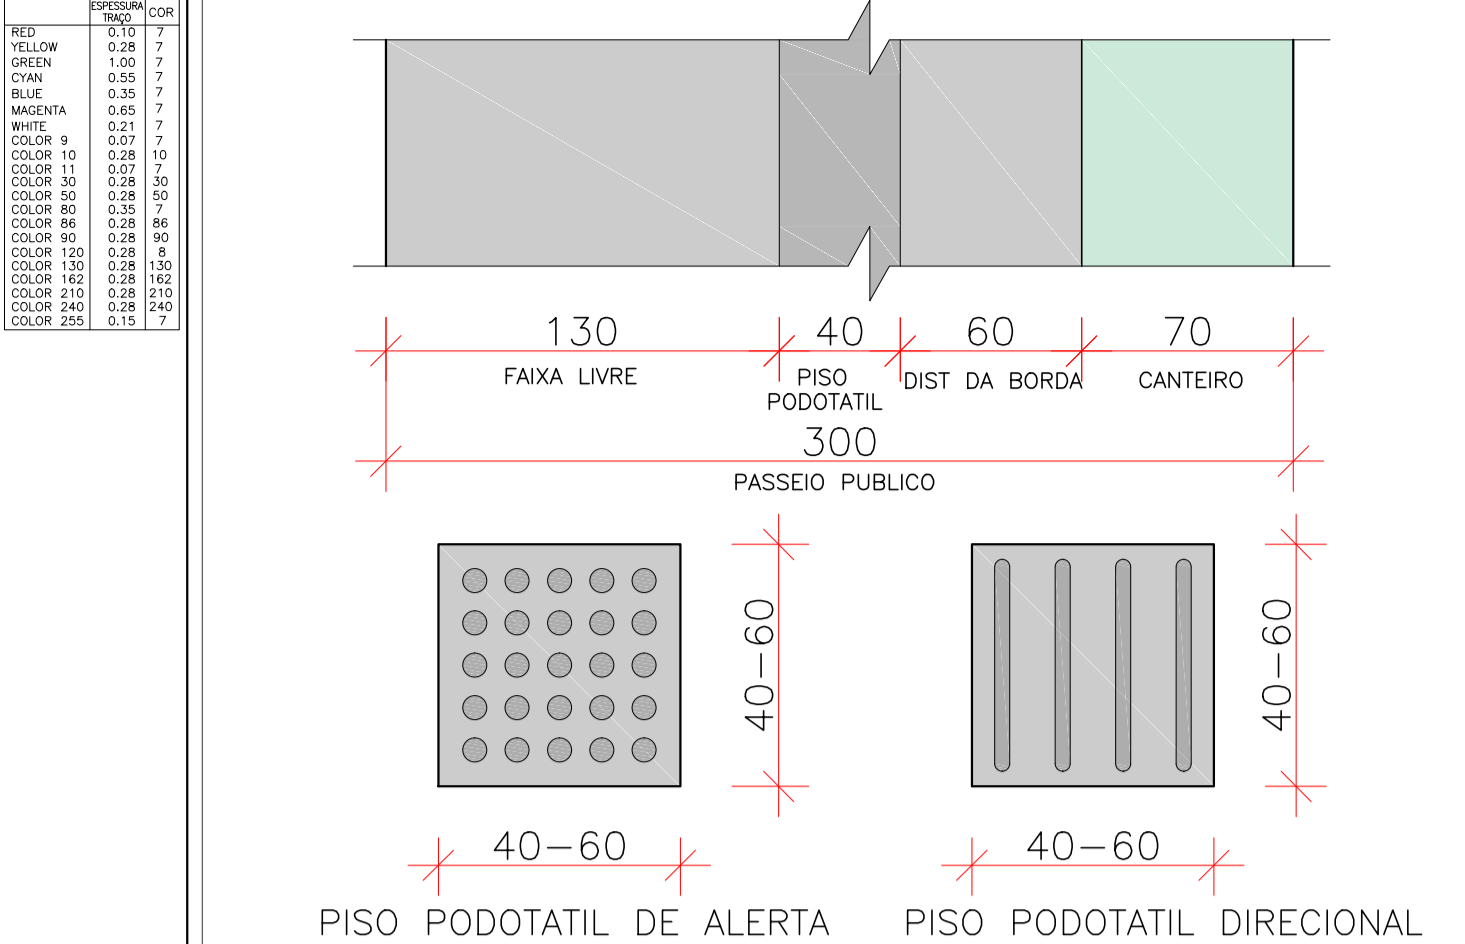 ESPESSURA
TRAÇO COR
RED 0.10 7
YELLOW 0.28 7
GREEN 1.00 7
CYAN 0.55 7
BLUE 0.35 7
MAGENTA 0.65 7
WHITE 0.21 7
COLOR 9 0.07 7
COLOR 10 0.28 10
COLOR 11 0.07 7
COLOR 30 0.28 30
COLOR 50 0.28 50
COLOR 80 0.35 7
COLOR 86 0.28 86
COLOR 90 0.28 90
COLOR 120 0.28 8
COLOR 130 0.28 130
COLOR 162 0.28 162
COLOR 210 0.28 210
COLOR 240 0.28 240
COLOR 255 0.15 7
130 40 60 70
FAIXA LIVRE
PISO
PODOTATIL
DIST DA BORDA
CANTEIRO
300
PASSEIO PUBLICO
40-60
40-60
40-60
40-60
PISO PODOTATIL DE ALERTA
PISO PODOTATIL DIRECIONAL